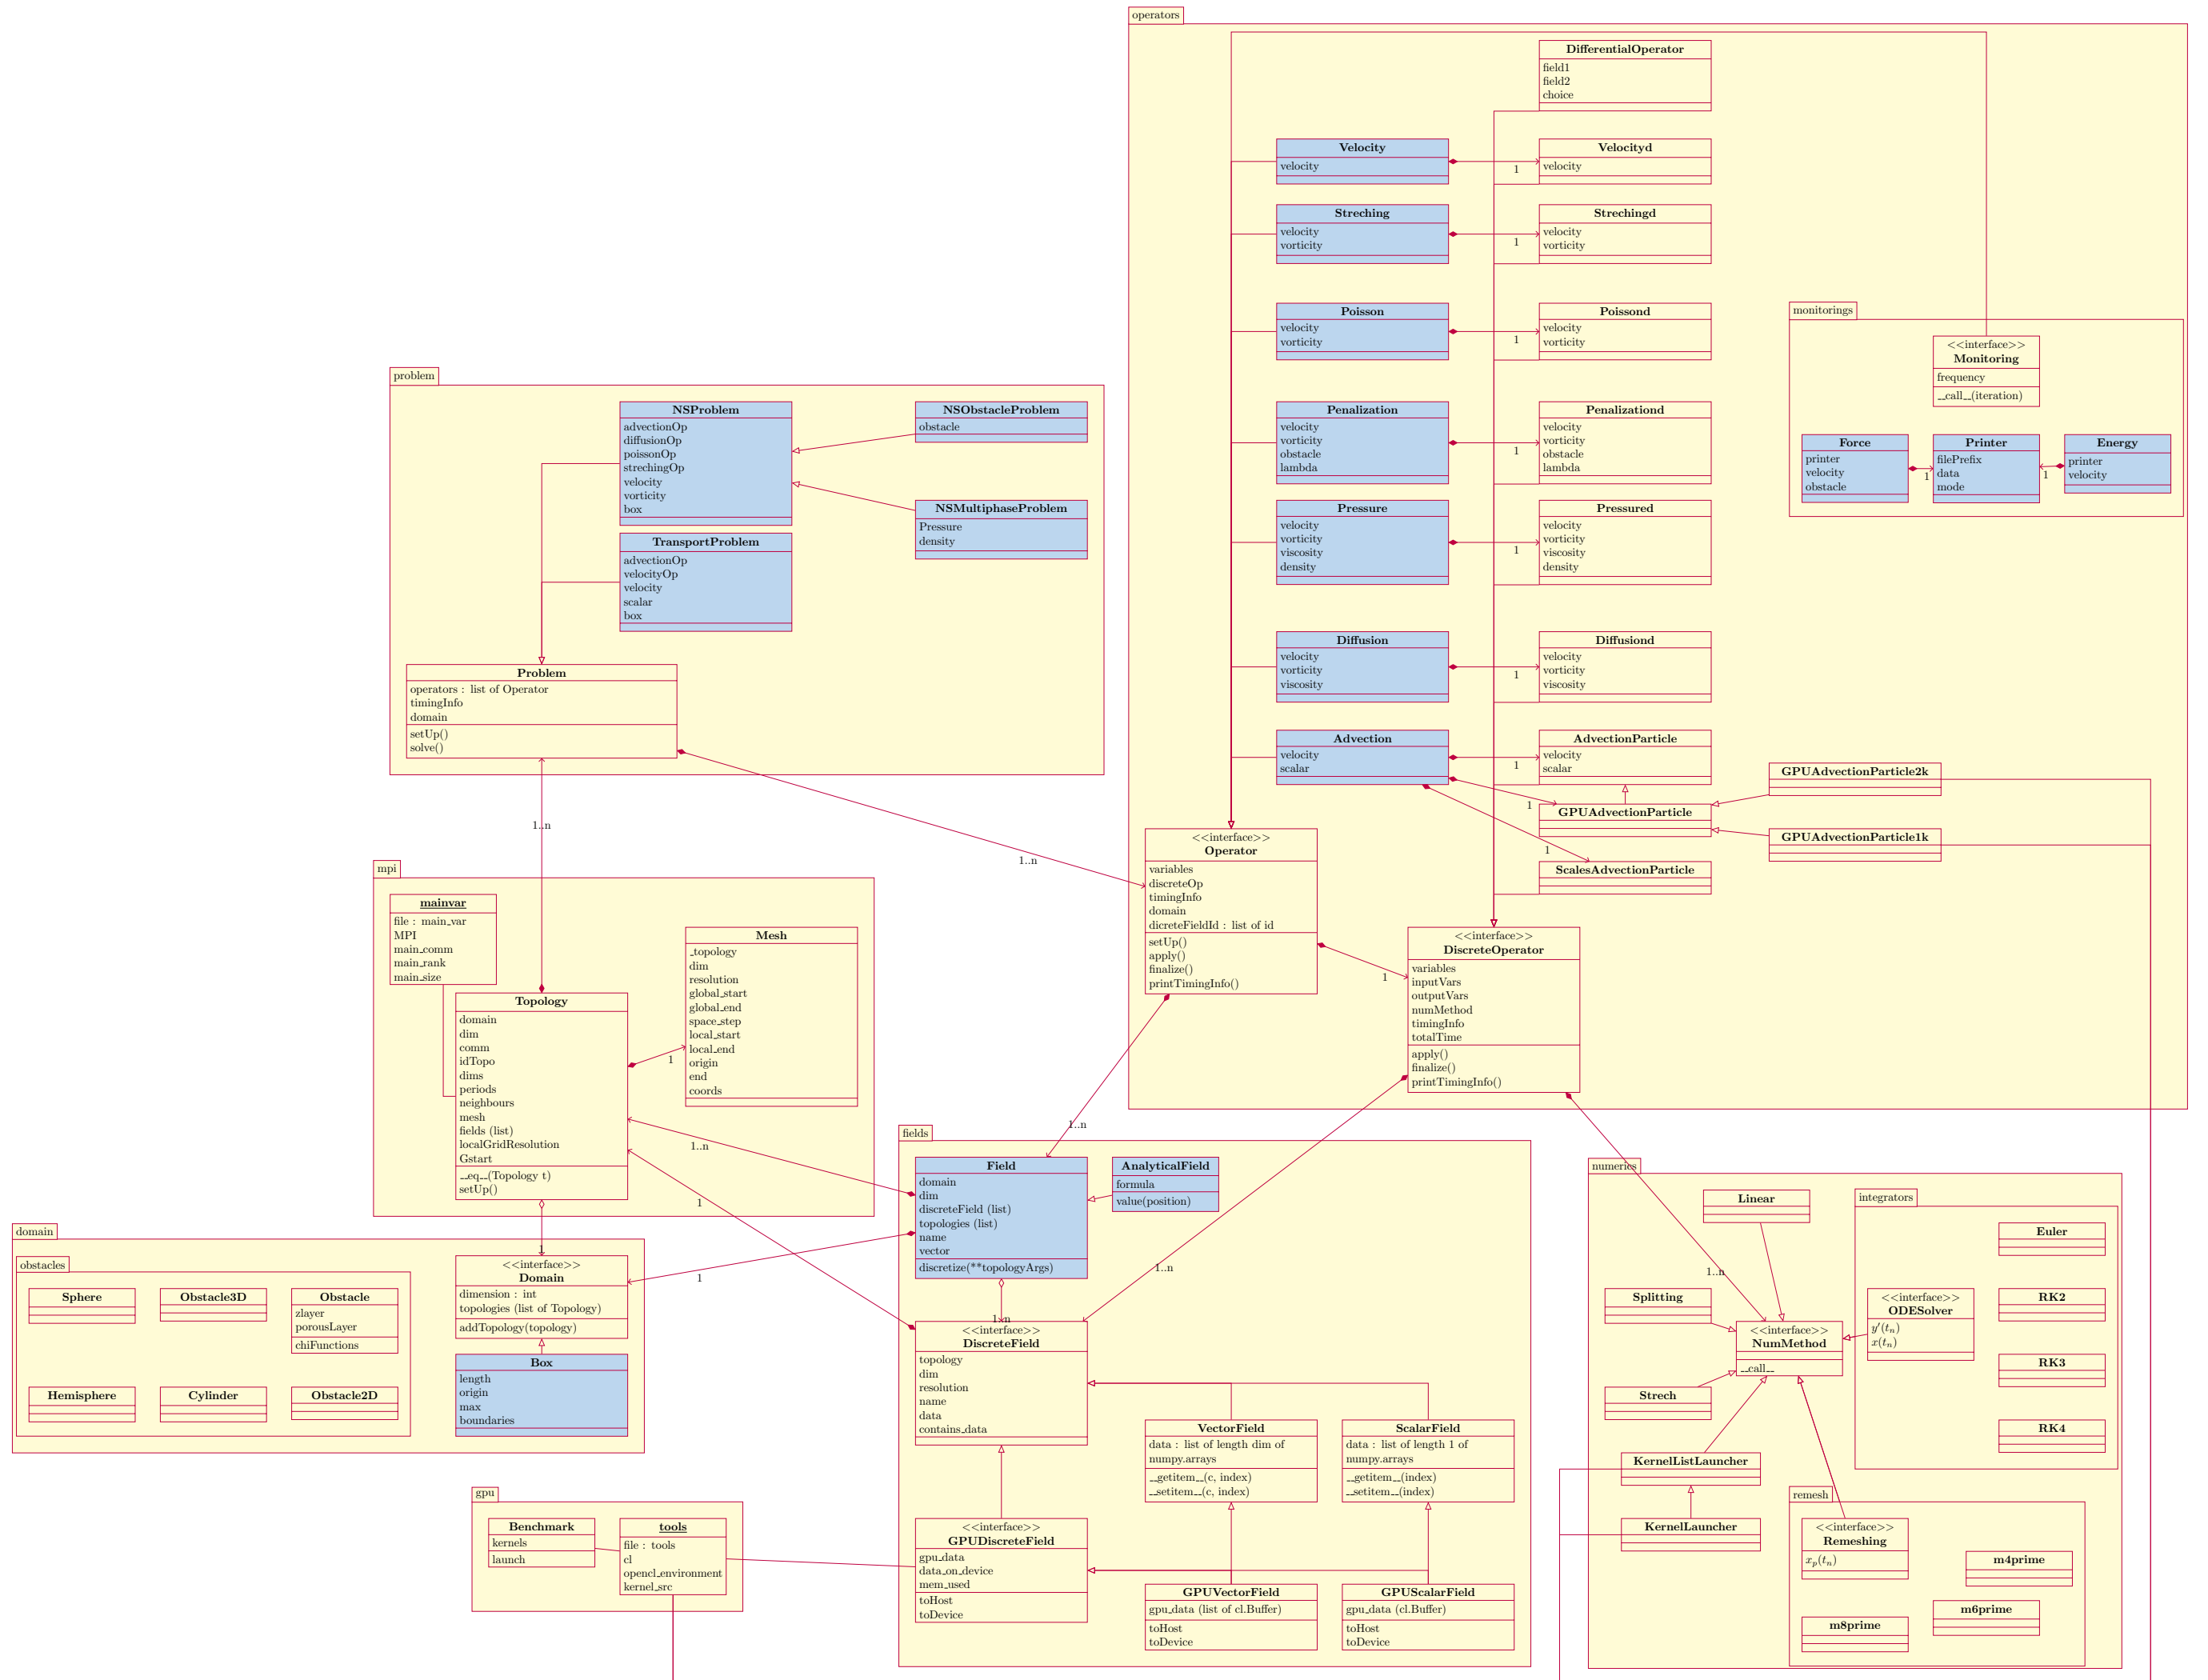 operators
DifferentialOperator
field1
field2
choice
Velocity
velocity
1
Velocityd
velocity
Streching
velocity
vorticity
1
Strechingd
velocity
vorticity
Poisson
velocity
vorticity
1
Poissond
velocity
vorticity
Penalization
velocity
vorticity
obstacle
lambda
1
Penalizationd
velocity
vorticity
obstacle
lambda
Pressure
velocity
vorticity
viscosity
density
1
Pressured
velocity
vorticity
viscosity
density
Diffusion
velocity
vorticity
viscosity
1
Diffusiond
velocity
vorticity
viscosity
Advection
velocity
scalar
1
AdvectionParticle
velocity
scalar
1
GPUAdvectionParticle
1
ScalesAdvectionParticle
GPUAdvectionParticle2k
GPUAdvectionParticle1k
monitorings
<<interface>>
Monitoring
frequency
__call__(iteration)
Force
printer
velocity
obstacle
1
Printer
filePrefix
data
mode
1
Energy
printer
velocity
<<interface>>
Operator
variables
discreteOp
timingInfo
domain
dicreteFieldId : list of id
setUp()
apply()
finalize()
printTimingInfo()
1
<<interface>>
DiscreteOperator
variables
inputVars
outputVars
numMethod
timingInfo
totalTime
apply()
finalize()
printTimingInfo()
problem
NSProblem
advectionOp
diffusionOp
poissonOp
strechingOp
velocity
vorticity
box
NSObstacleProblem
obstacle
NSMultiphaseProblem
Pressure
density
TransportProblem
advectionOp
velocityOp
velocity
scalar
box
Problem
operators : list of Operator
timingInfo
domain
setUp()
solve()
1..n
1..n
mpi
mainvar
file : main_var
MPI
main_comm
main_rank
main_size
Topology
domain
dim
comm
idTopo
dims
periods
neighbours
mesh
fields (list)
localGridResolution
Gstart
__eq__(Topology t)
setUp()
1
Mesh
_topology
dim
resolution
global_start
global_end
space_step
local_start
local_end
origin
end
coords
1..n
1
1
1
domain
obstacles
Sphere
Obstacle3D
Obstacle
zlayer
porousLayer
chiFunctions
Hemisphere
Cylinder
Obstacle2D
<<interface>>
Domain
dimension : int
topologies (list of Topology)
addTopology(topology)
Box
length
origin
max
boundaries
fields
1..n
Field
domain
dim
discreteField (list)
topologies (list)
name
vector
discretize(**topologyArgs)
AnalyticalField
formula
value(position)
1..n
1..n
<<interface>>
DiscreteField
topology
dim
resolution
name
data
contains_data
VectorField
data : list of length dim of
numpy.arrays
__getitem__(c, index)
__setitem__(c, index)
ScalarField
data : list of length 1 of
numpy.arrays
__getitem__(index)
__setitem__(index)
<<interface>>
GPUDiscreteField
gpu_data
data_on_device
mem_used
toHost
toDevice
GPUVectorField
gpu_data (list of cl.Buffer)
toHost
toDevice
GPUScalarField
gpu_data (cl.Buffer)
toHost
toDevice
gpu
Benchmark
kernels
launch
tools
file : tools
cl
opencl_environment
kernel_src
numerics
Linear
1..n
Splitting
<<interface>>
NumMethod
__call__
Strech
KernelListLauncher
KernelLauncher
integrators
Euler
<<interface>>
ODESolver
y′(tn)
x(tn)
RK2
RK3
RK4
remesh
<<interface>>
Remeshing
xp(tn)
m4prime
m6prime
m8prime